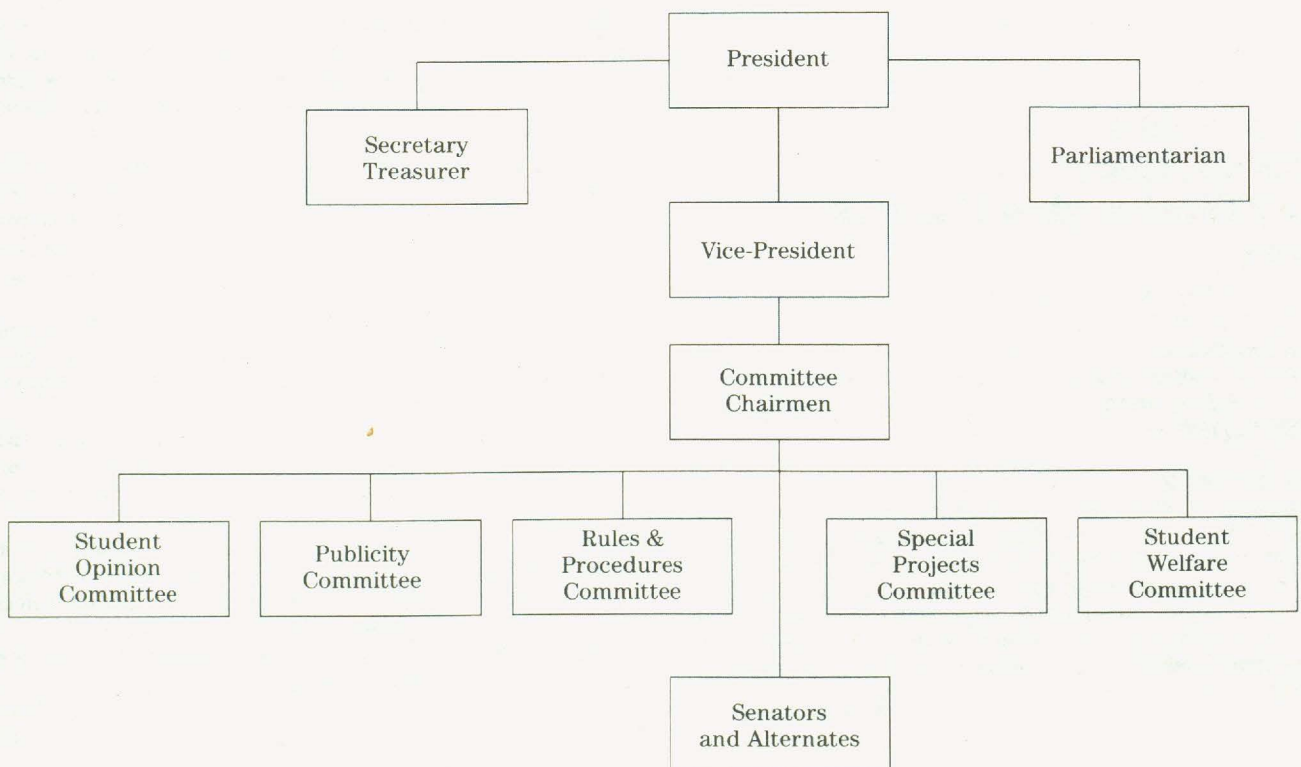 President
Secretary
Treasurer
Parliamentarian
Vice-President
Committee
Chairmen
Student
Opinion
Committee
Publicity
Committee
Rules &
Procedures
Committee
Special
Projects
Committee
Student
Welfare
Committee
Senators
and Alternates